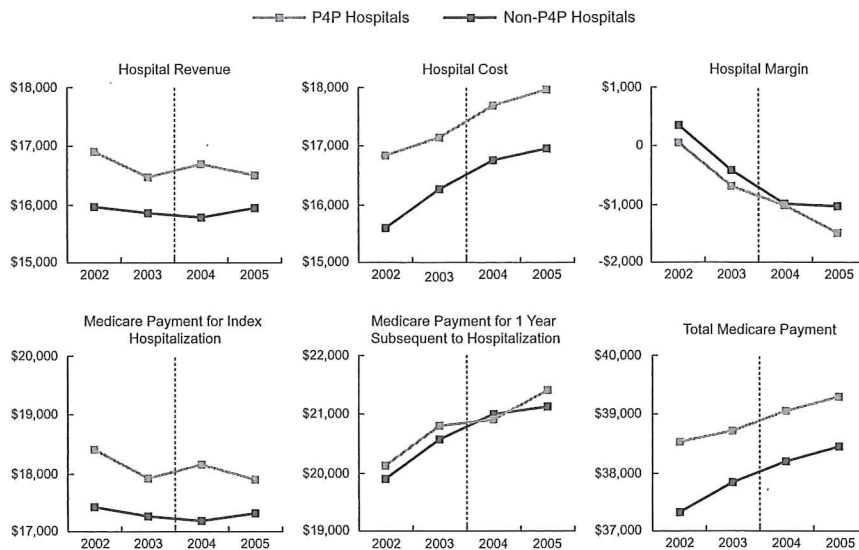 P4P Hospitals Non-P4P Hospitals
Hospital Revenue
$18,000
$17,000
$16,000
$15,000
2002 2003 2004 2005
Hospital Cost
$18,000
$17,000
$16,000
$15,000
2002 2003 2004 2005
Hospital Margin
$1,000
0
-$1,000
-$2,000
2002 2003 2004 2005
Medicare Payment for Index
Hospitalization
$20,000
$19,000
$18,000
$17,000
2002 2003 2004 2005
Medicare Payment for 1 Year
Subsequent to Hospitalization
$22,000
$21,000
$20,000
$19,000
2002 2003 2004 2005
Total Medicare Payment
$40,000
$39,000
$38,000
$37,000
2002 2003 2004 2005